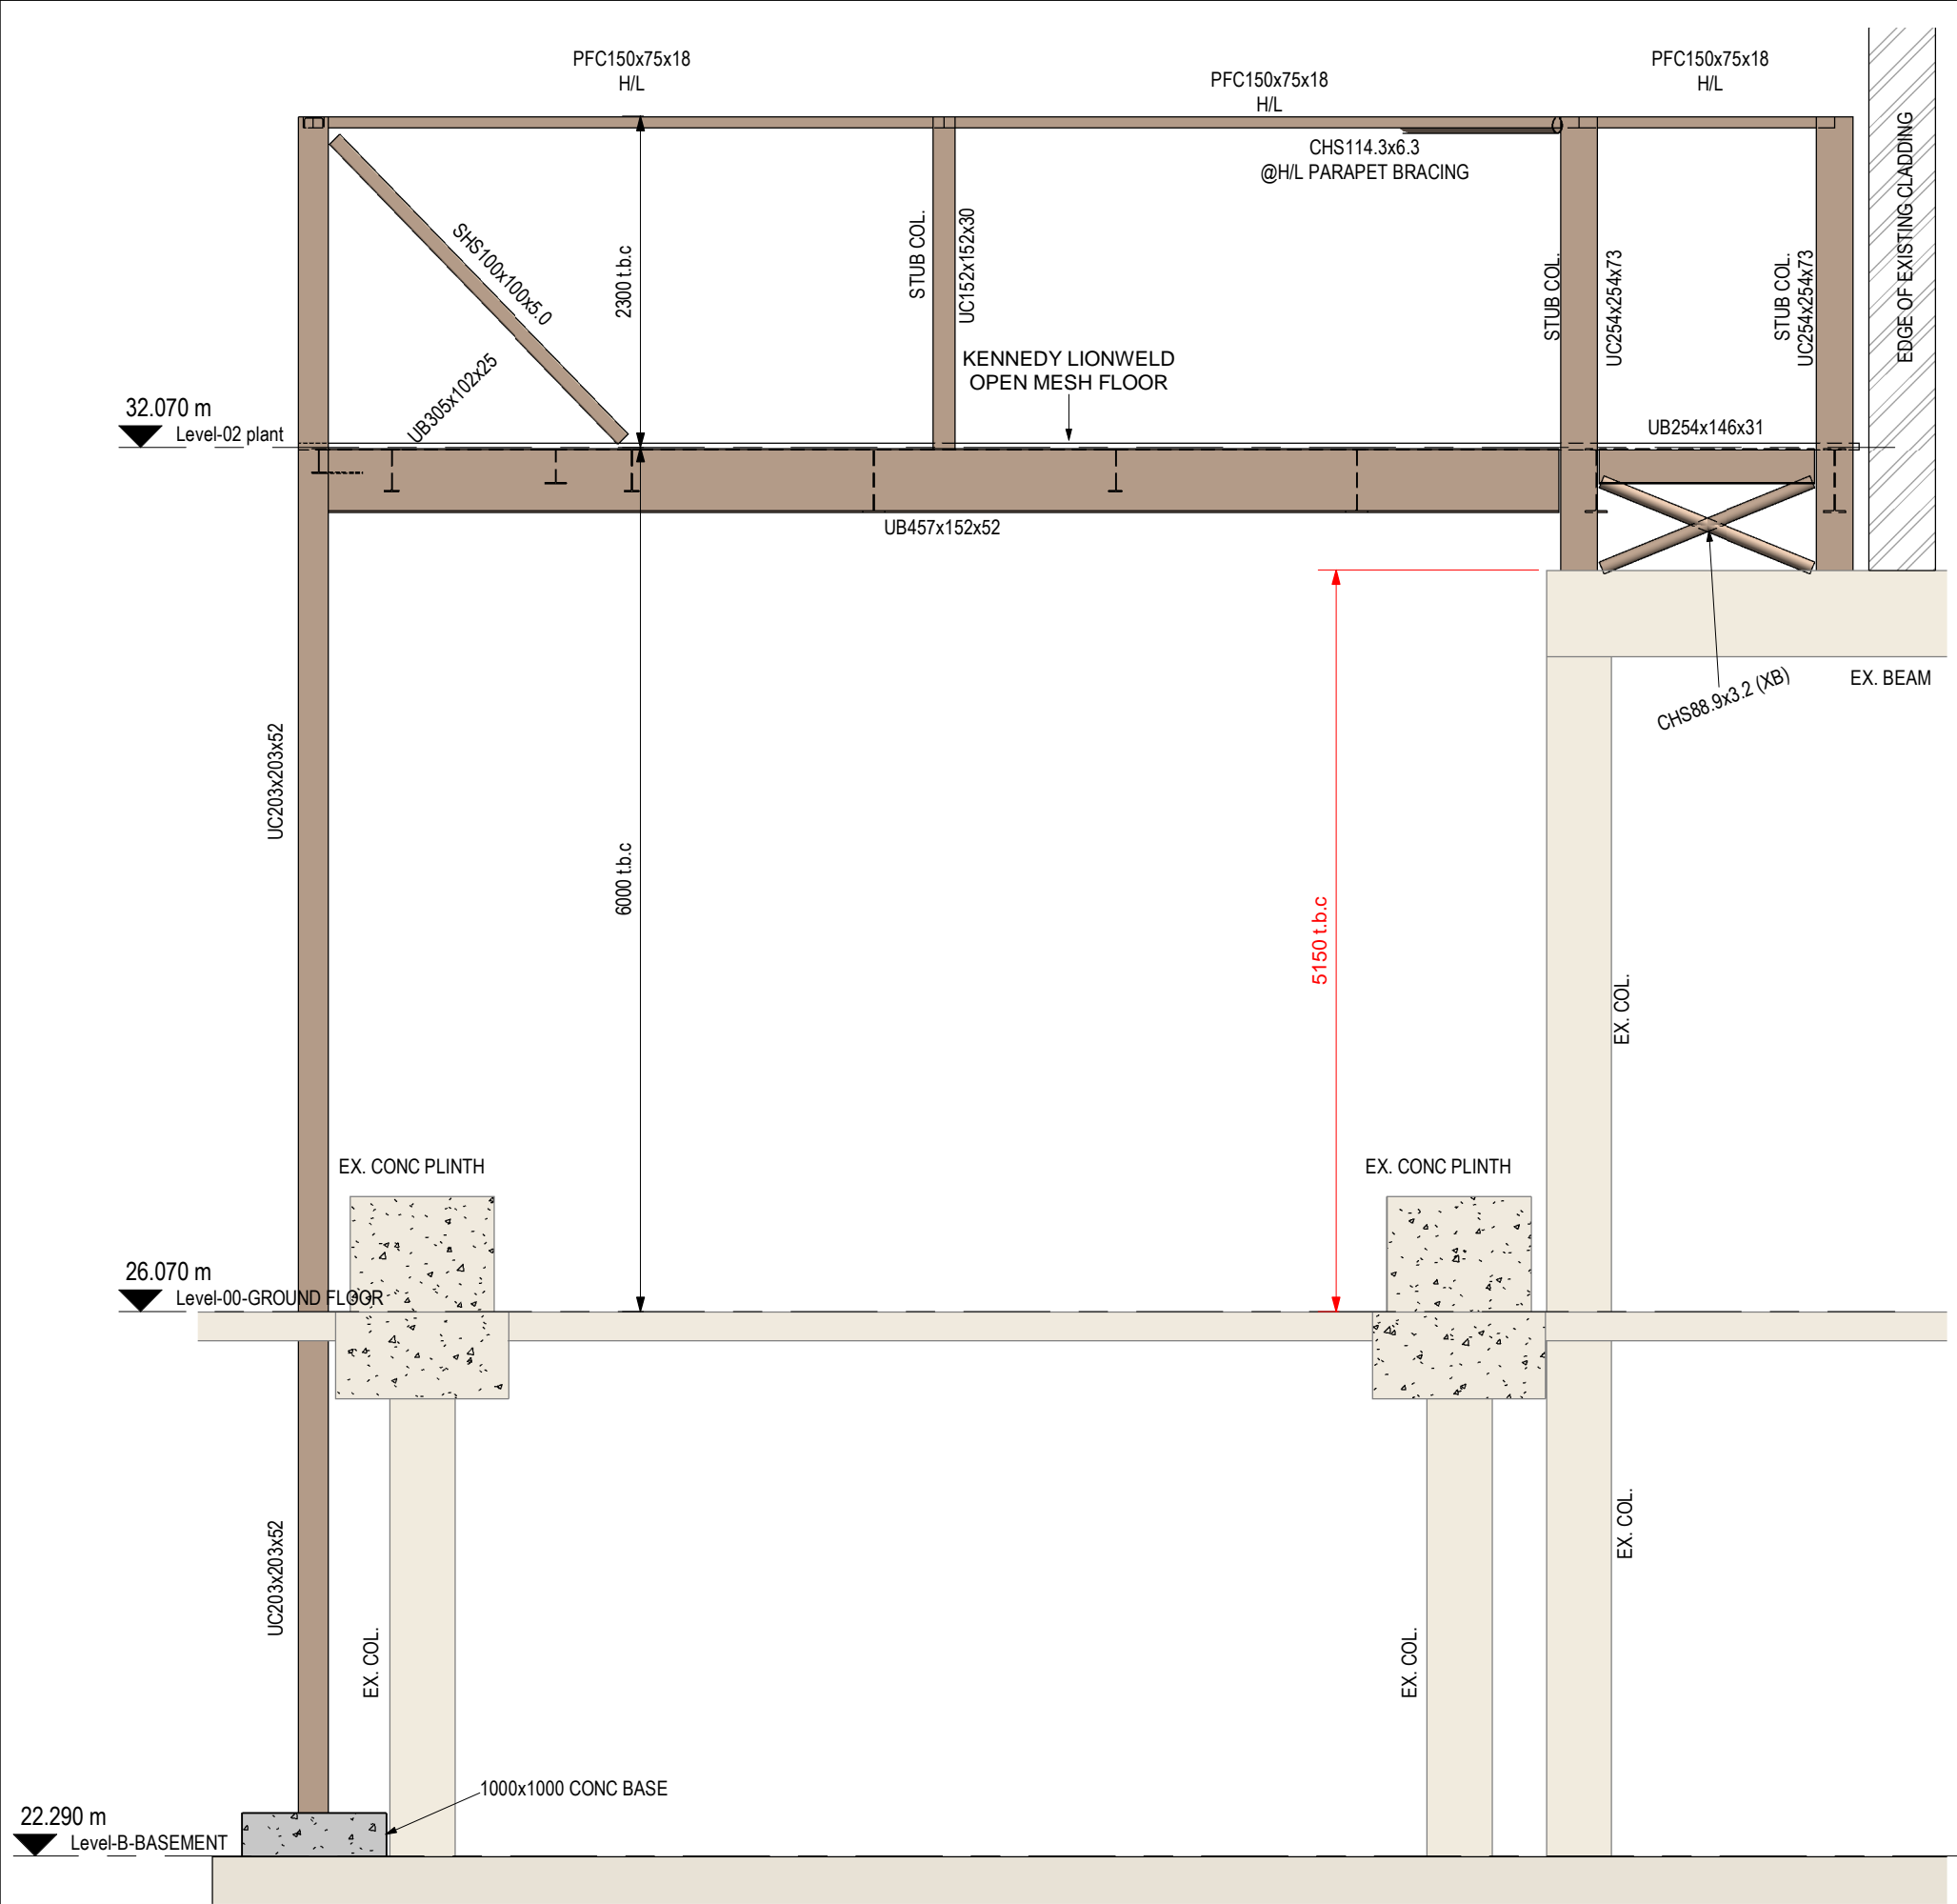 PFC150x75x18
H/L
PFC150x75x18
H/L
PFC150x75x18
H/L
CHS114.3x6.3
@H/L PARAPET BRACING
EDGE OF EXISTING CLADDING
SHS100x100x5.0
2300 t.b.c
STUB COL.
UC152x152x30
STUB COL.
UC254x254x73
STUB COL.
UC254x254x73
KENNEDY LIONWELD
OPEN MESH FLOOR
UB305x102x25
32.070 m
Level-02 plant
UB254x146x31
UB457x152x52
EX. BEAM
CHS88.9x3.2 (XB)
UC203x203x52
6000 t.b.c
5150 t.b.c
EX. COL.
EX. CONC PLINTH
EX. CONC PLINTH
26.070 m
Level-00-GROUND FLOOR
UC203x203x52
EX. COL.
EX. COL.
EX. COL.
1000x1000 CONC BASE
22.290 m
Level-B-BASEMENT